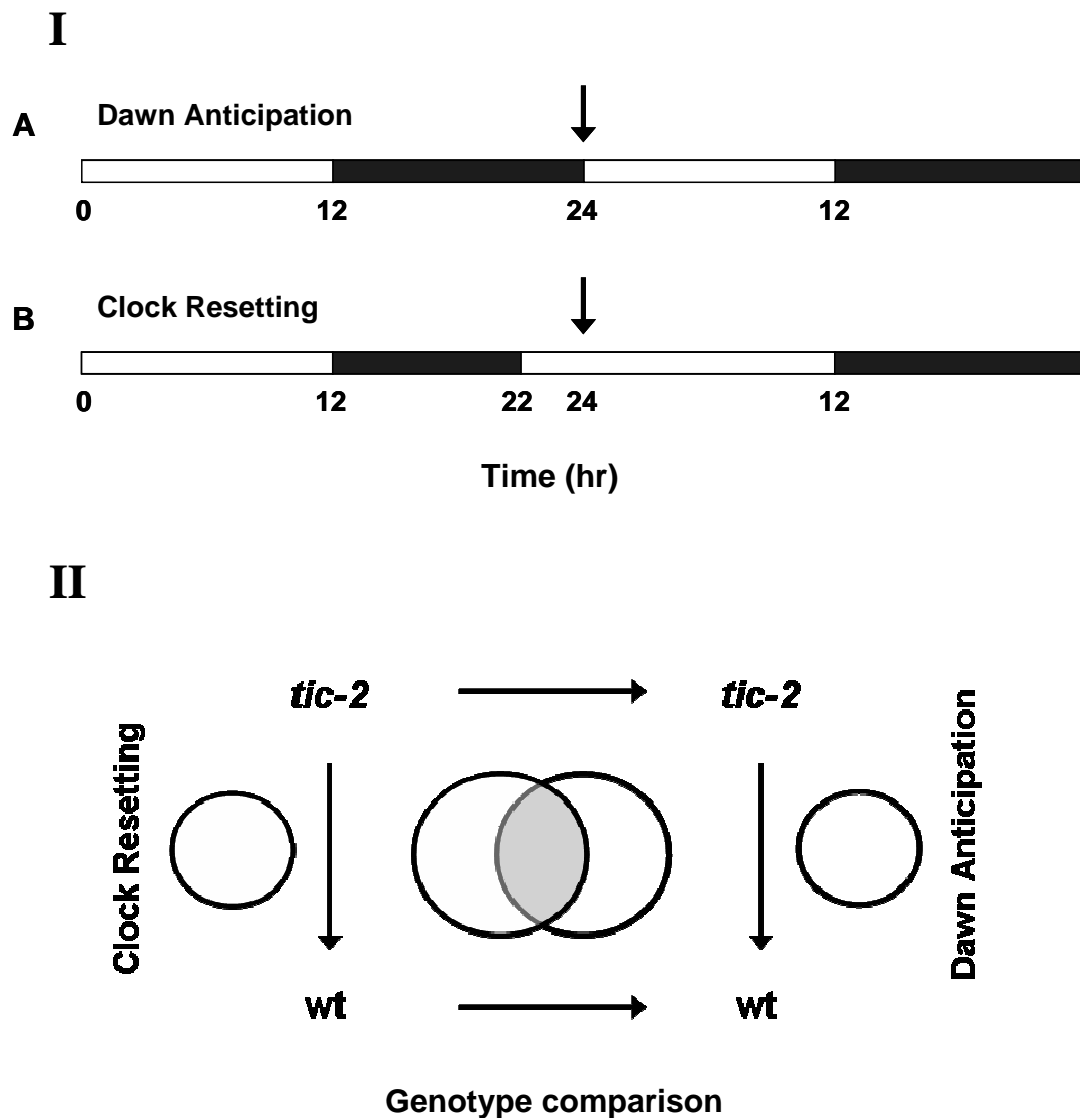 I
A
Dawn Anticipation
0 12 24 12
B
Clock Resetting
0 12 22 24 12
Time (hr)
II
tic-2 tic-2
Clock Resetting
Dawn Anticipation
wt wt
Genotype comparison